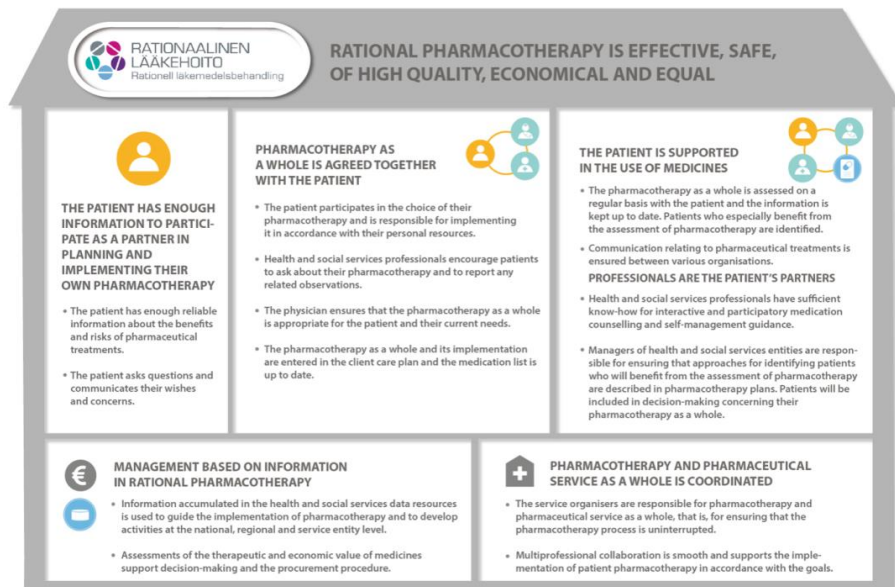 RATIONAALINEN
LÄÄKEHOITO
Rationell läkemedelsbehandling
RATIONAL PHARMACOTHERAPY IS EFFECTIVE, SAFE,
OF HIGH QUALITY, ECONOMICAL AND EQUAL
THE PATIENT HAS ENOUGH
INFORMATION TO PARTICI-
PATE AS A PARTNER IN
PLANNING AND
IMPLEMENTING THEIR
OWN PHARMACOTHERAPY
• The patient has enough reliable
information about the benefits
and risks of pharmaceutical
treatments.
• The patient asks questions and
communicates their wishes
and concerns.
PHARMACOTHERAPY AS
A WHOLE IS AGREED TOGETHER
WITH THE PATIENT
• The patient participates in the choice of their
pharmacotherapy and is responsible for implementing
it in accordance with their personal resources.
• Health and social services professionals encourage patients
to ask about their pharmacotherapy and to report any
related observations.
• The physician ensures that the pharmacotherapy as a whole
is appropriate for the patient and their current needs.
• The pharmacotherapy as a whole and its implementation
are entered in the client care plan and the medication list is
up to date.
THE PATIENT IS SUPPORTED
IN THE USE OF MEDICINES
• The pharmacotherapy as a whole is assessed on a
regular basis with the patient and the information is
kept up to date. Patients who especially benefit from
the assessment of pharmacotherapy are identified.
• Communication relating to pharmaceutical treatments is
ensured between various organisations.
PROFESSIONALS ARE THE PATIENT'S PARTNERS
• Health and social services professionals have sufficient
know-how for interactive and participatory medication
counselling and self-management guidance.
• Managers of health and social services entities are respon-
sible for ensuring that approaches for identifying patients
who will benefit from the assessment of pharmacotherapy
are described in pharmacotherapy plans. Patients will be
included in decision-making concerning their
pharmacotherapy as a whole.
€
MANAGEMENT BASED ON INFORMATION
IN RATIONAL PHARMACOTHERAPY
• Information accumulated in the health and social services data resources
is used to guide the implementation of pharmacotherapy and to develop
activities at the national, regional and service entity level.
• Assessments of the therapeutic and economic value of medicines
support decision-making and the procurement procedure.
PHARMACOTHERAPY AND PHARMACEUTICAL
SERVICE AS A WHOLE IS COORDINATED
• The service organisers are responsible for pharmacotherapy and
pharmaceutical service as a whole, that is, for ensuring that the
pharmacotherapy process is uninterrupted.
• Multiprofessional collaboration is smooth and supports the imple-
mentation of patient pharmacotherapy in accordance with the goals.